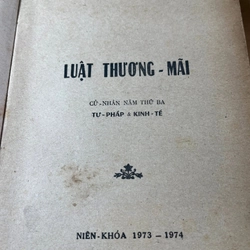 LUẬT THƯƠNG - MÃI
CỬ-NHÂN NĂM THỨ BA
TƯ-PHÁP & KINH-TẾ
NIÊN-KHÓA 1973 — 1974